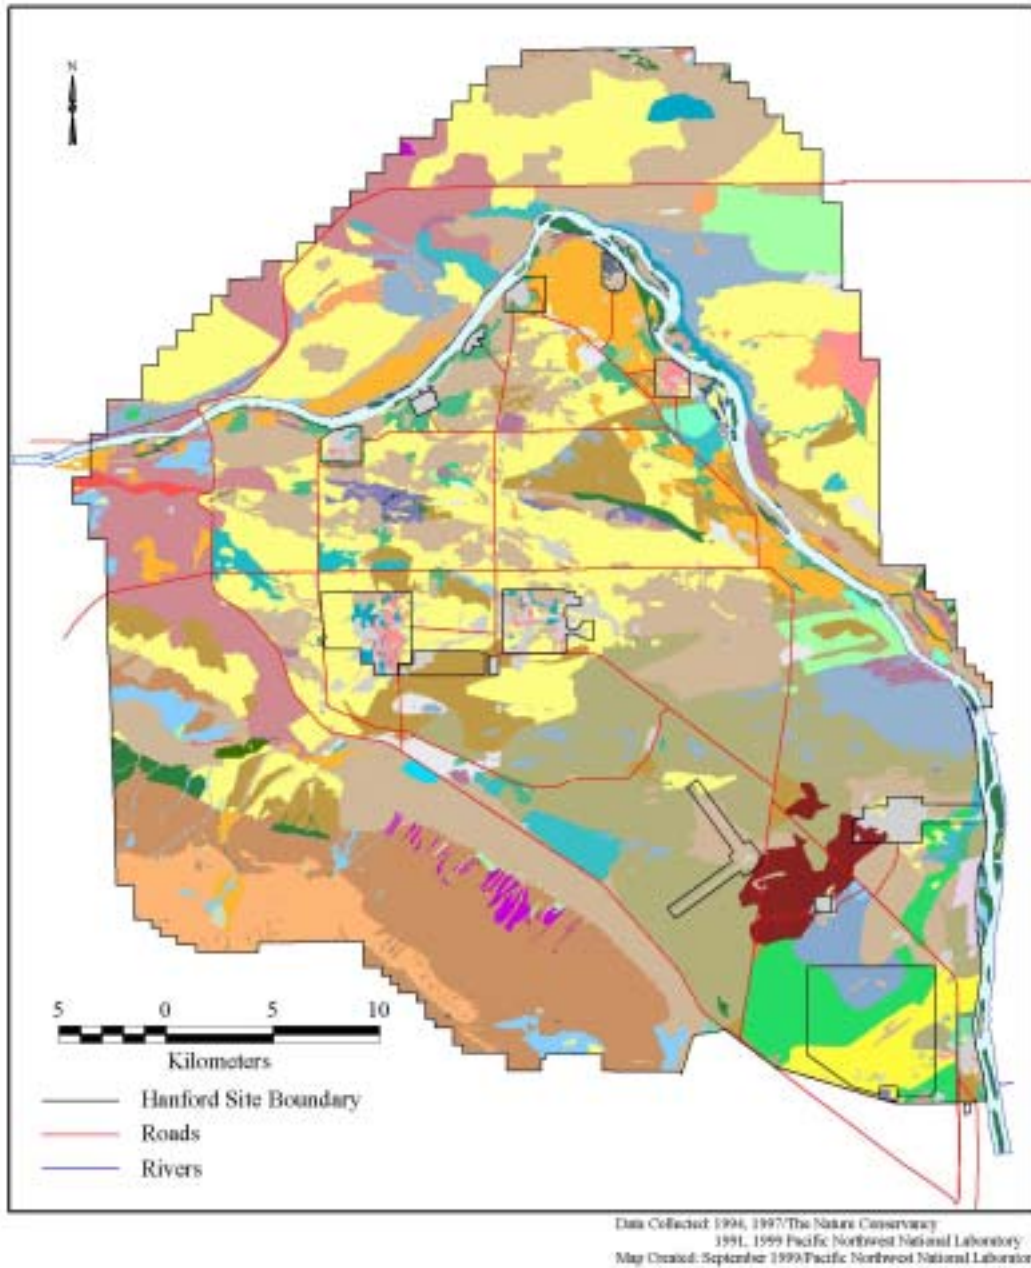 N
5 0 5 10
Kilometers
Hanford Site Boundary
Roads
Rivers
Data Collected: 1994, 1997/The Nature Conservancy
1991, 1999 Pacific Northwest National Laboratory
Map Created: September 1999/Pacific Northwest National Laborator